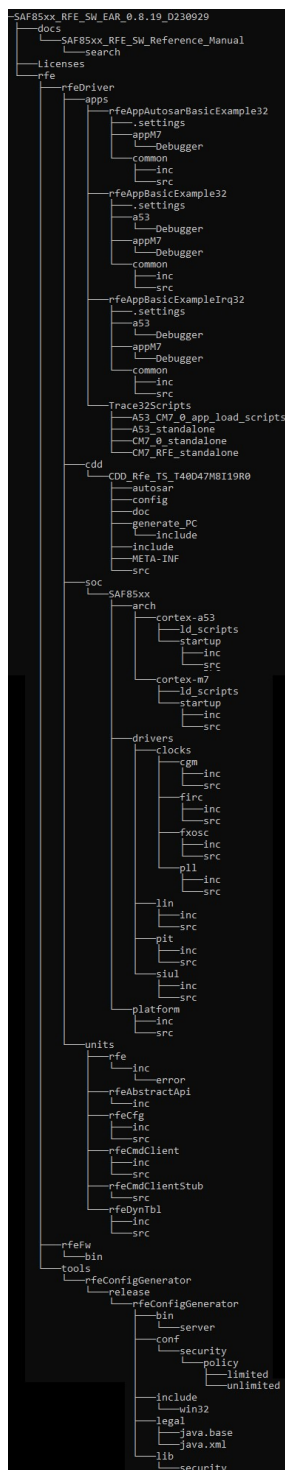 SAF85xx_RFE_SW_EAR_0.8.19_D230929
docs
SAF85xx_RFE_SW_Reference_Manual
search
Licenses
rfe
rfeDriver
apps
rfeAppAutosarBasicExample32
.settings
appM7
Debugger
common
inc
src
rfeAppBasicExample32
.settings
a53
Debugger
appM7
Debugger
common
inc
src
rfeAppBasicExampleIrq32
.settings
a53
Debugger
appM7
Debugger
common
inc
src
Trace32Scripts
A53_CM7_0_app_load_scripts
A53_standalone
CM7_0_standalone
CM7_RFE_standalone
cdd
CDD_Rfe_TS_T40D47M8I19R0
autosar
config
doc
generate_PC
include
include
META-INF
src
soc
SAF85xx
arch
cortex-a53
ld_scripts
startup
inc
src
cortex-m7
ld_scripts
startup
inc
src
drivers
clocks
cgm
inc
src
firc
inc
src
fxosc
inc
src
pll
inc
src
lin
inc
src
pit
inc
src
siul
inc
src
platform
inc
src
units
rfe
inc
error
rfeAbstractApi
inc
rfeCfg
inc
src
rfeCmdClient
inc
src
rfeCmdClientStub
src
rfeDynTbl
inc
src
rfeFw
bin
tools
rfeConfigGenerator
release
rfeConfigGenerator
bin
server
conf
security
policy
limited
unlimited
include
win32
legal
java.base
java.xml
lib
security